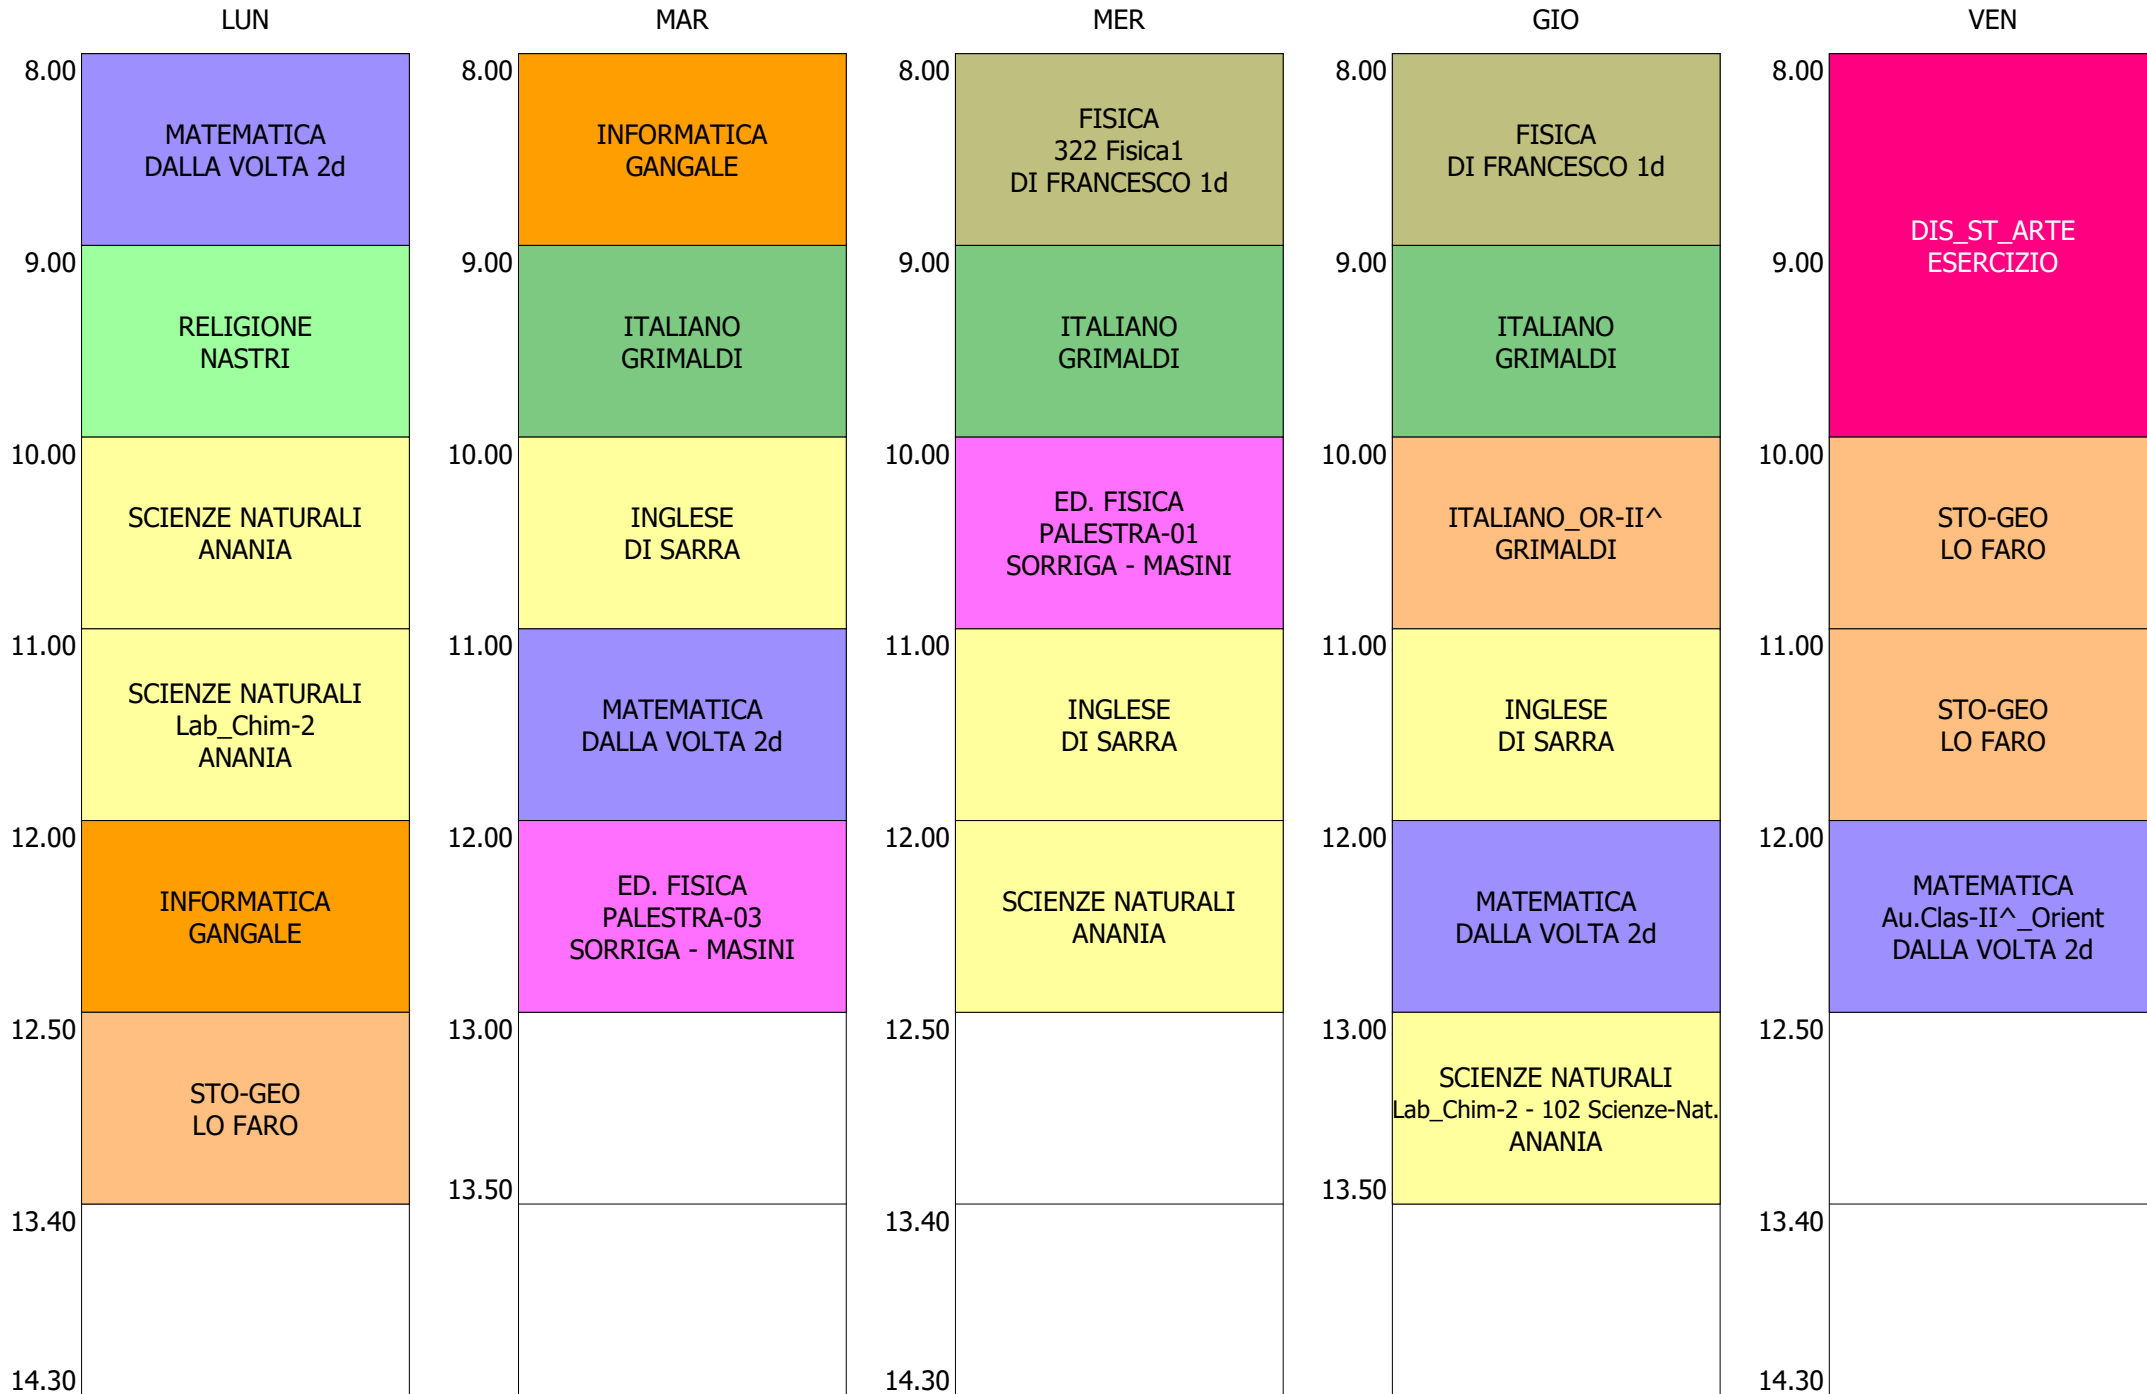 LUN
8.00
MATEMATICA
DALLA VOLTA 2d
9.00
RELIGIONE
NASTRI
10.00
SCIENZE NATURALI
ANANIA
11.00
SCIENZE NATURALI
Lab_Chim-2
ANANIA
12.00
INFORMATICA
GANGALE
12.50
STO-GEO
LO FARO
13.40
14.30
MAR
8.00
INFORMATICA
GANGALE
9.00
ITALIANO
GRIMALDI
10.00
INGLESE
DI SARRA
11.00
MATEMATICA
DALLA VOLTA 2d
12.00
ED. FISICA
PALESTRA-03
SORRIGA - MASINI
13.00
13.50
MER
8.00
FISICA
322 Fisica1
DI FRANCESCO 1d
9.00
ITALIANO
GRIMALDI
10.00
ED. FISICA
PALESTRA-01
SORRIGA - MASINI
11.00
INGLESE
DI SARRA
12.00
SCIENZE NATURALI
ANANIA
12.50
13.40
14.30
GIO
8.00
FISICA
DI FRANCESCO 1d
9.00
ITALIANO
GRIMALDI
10.00
ITALIANO_OR-II^
GRIMALDI
11.00
INGLESE
DI SARRA
12.00
MATEMATICA
DALLA VOLTA 2d
13.00
SCIENZE NATURALI
Lab_Chim-2 - 102 Scienze-Nat.
ANANIA
13.50
VEN
8.00
DIS_ST_ARTE
ESERCIZIO
9.00
10.00
STO-GEO
LO FARO
11.00
STO-GEO
LO FARO
12.00
MATEMATICA
Au.Clas-II^_Orient
DALLA VOLTA 2d
12.50
13.40
14.30